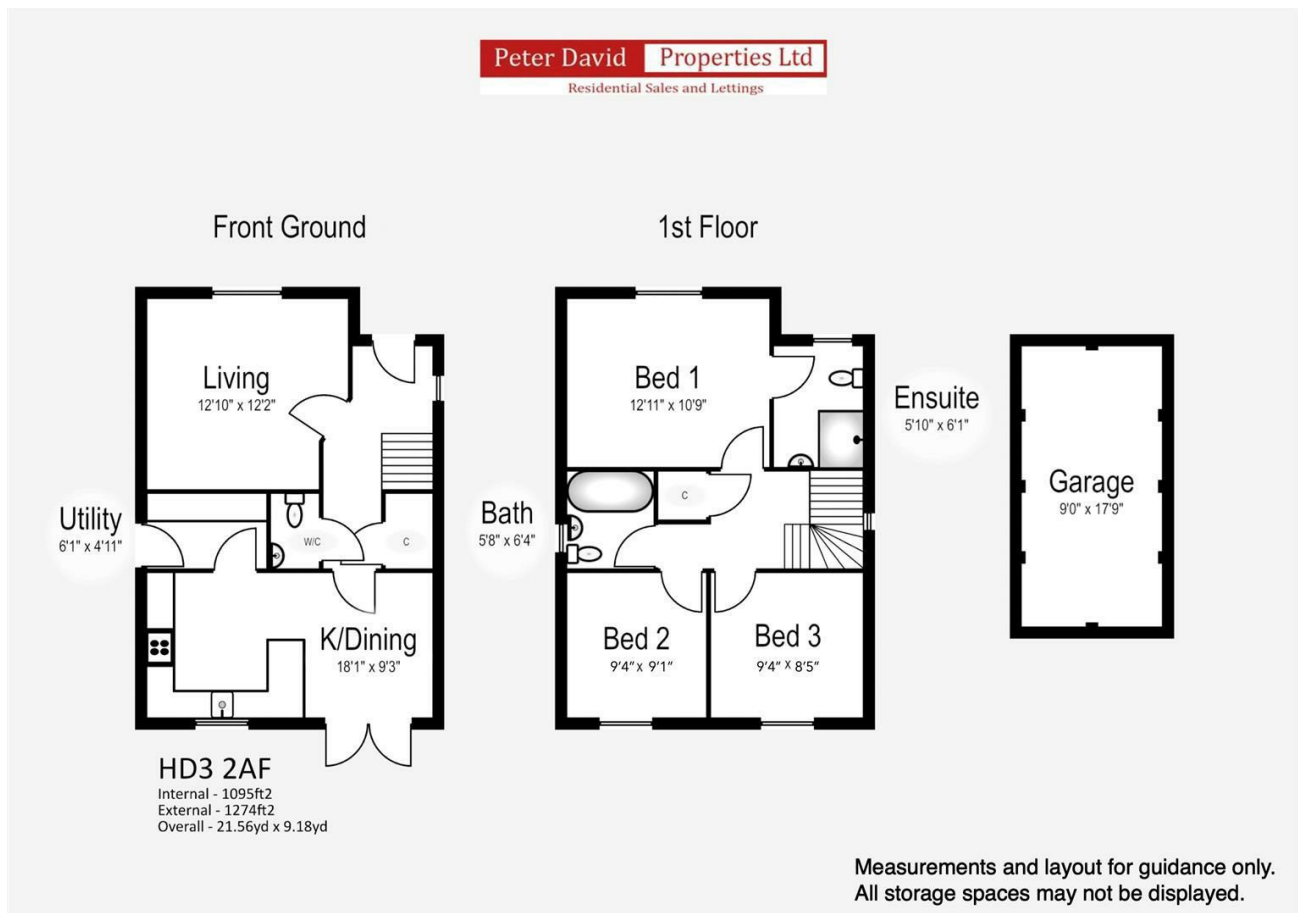 Peter David Properties Ltd
Residential Sales and Lettings
Front Ground
1st Floor
Living
12'10" x 12'2"
Bed 1
12'11" x 10'9"
Ensuite
5'10" x 6'1"
Garage
9'0" x 17'9"
Utility
6'1" x 4'11"
W/C
C
Bath
5'8" x 6'4"
C
K/Dining
18'1" x 9'3"
Bed 2
9'4" x 9'1"
Bed 3
9'4" x 8'5"
HD3 2AF
Internal - 1095ft2
External - 1274ft2
Overall - 21.56yd x 9.18yd
Measurements and layout for guidance only.
All storage spaces may not be displayed.